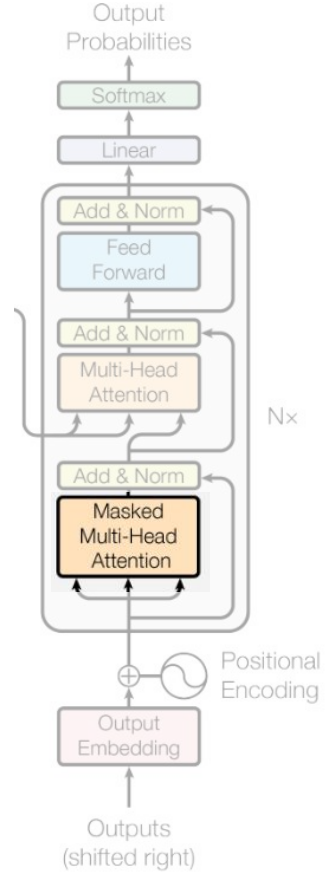 Output
Probabilities
Softmax
Linear
Add & Norm
Feed
Forward
Add & Norm
Multi-Head
Attention
N×
Add & Norm
Masked
Multi-Head
Attention
Positional
Encoding
Output
Embedding
Outputs
(shifted right)